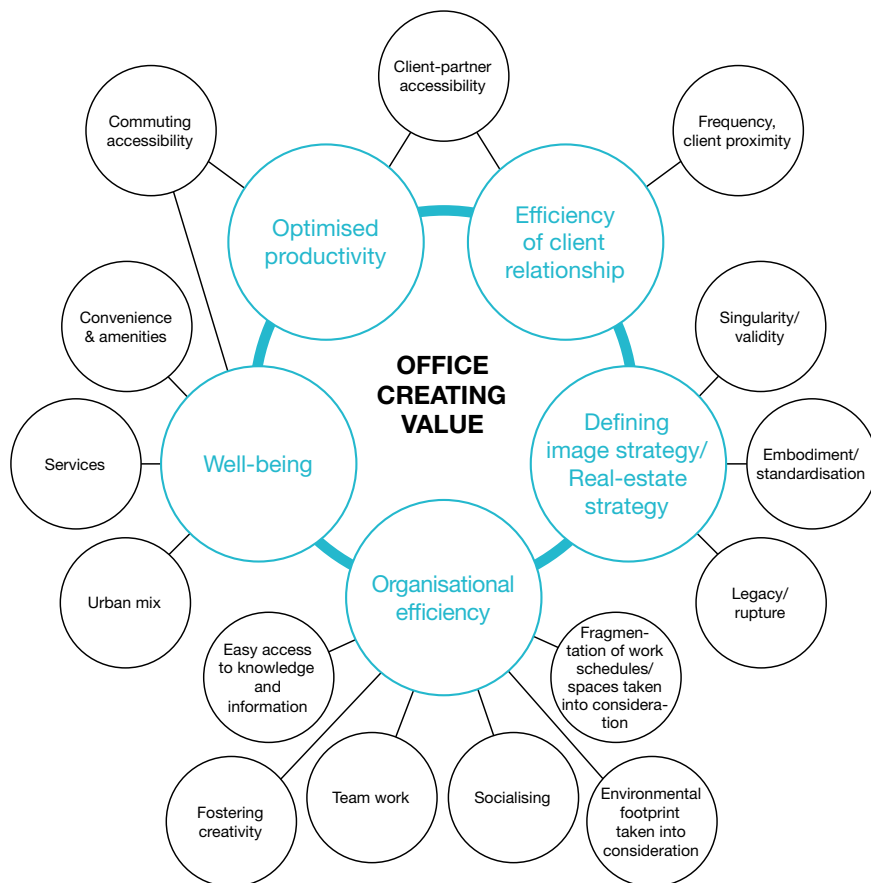 Client-partner
accessibility
Commuting
accessibility
Frequency,
client proximity
Optimised
productivity
Efficiency
of client
relationship
Convenience
& amenities
Singularity/
validity
OFFICE
CREATING
VALUE
Well-being
Defining
image strategy/
Real-estate
strategy
Services
Embodiment/
standardisation
Urban mix
Organisational
efficiency
Legacy/
rupture
Easy access
to knowledge
and
information
Fragmen-
tation of work
schedules/
spaces taken
into considera-
tion
Fostering
creativity
Team work
Socialising
Environmental
footprint
taken into
consideration